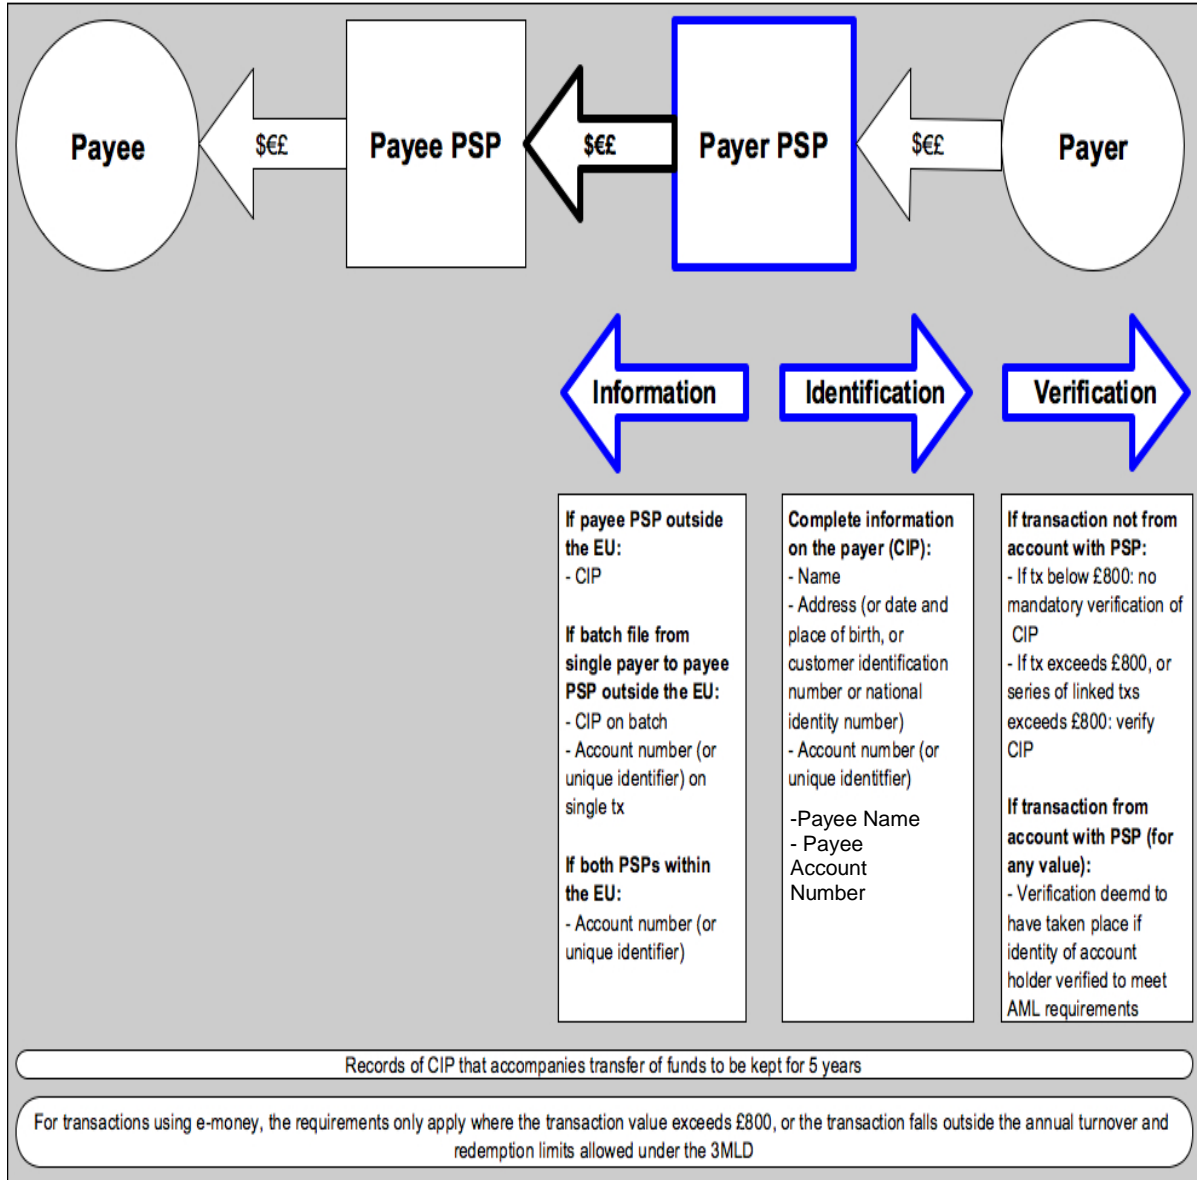 Payee
$€£
Payee PSP
$€£
Payer PSP
$€£
Payer
Information
Identification
Verification
If payee PSP outside
the EU:
- CIP
If batch file from
single payer to payee
PSP outside the EU:
- CIP on batch
- Account number (or
unique identifier) on
single tx
If both PSPs within
the EU:
- Account number (or
unique identifier)
Complete information
on the payer (CIP):
- Name
- Address (or date and
place of birth, or
customer identification
number or national
identity number)
- Account number (or
unique identitfier)
-Payee Name
- Payee
Account
Number
If transaction not from
account with PSP:
- If tx below £800: no
mandatory verification of
CIP
- If tx exceeds £800, or
series of linked txs
exceeds £800: verify
CIP
If transaction from
account with PSP (for
any value):
- Verification deemd to
have taken place if
identity of account
holder verified to meet
AML requirements
Records of CIP that accompanies transfer of funds to be kept for 5 years
For transactions using e-money, the requirements only apply where the transaction value exceeds £800, or the transaction falls outside the annual turnover and
redemption limits allowed under the 3MLD